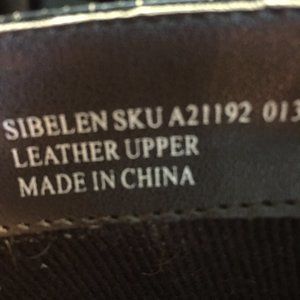 SIBELEN SKU A21192 013
LEATHER UPPER
MADE IN CHINA